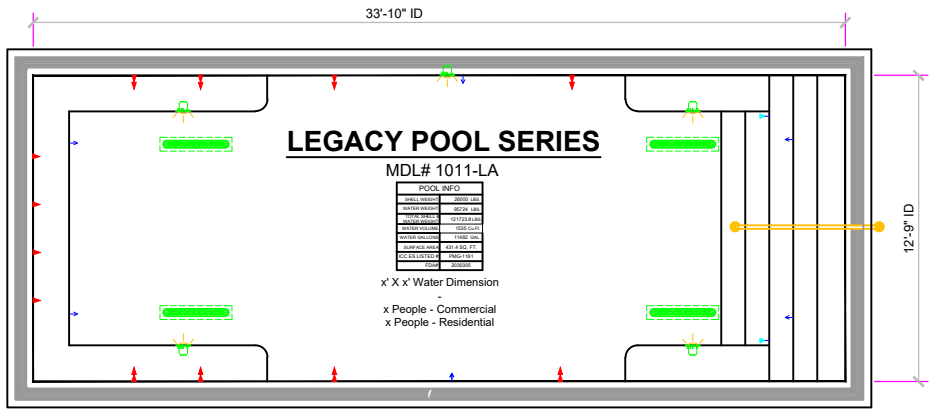 33'-10" ID
LEGACY POOL SERIES
MDL# 1011-LA
POOL INFO
SHELL WEIGHT 26000 LBS
WATER WEIGHT 95724 LBS
TOTAL SHELL & WATER WEIGHT 121723.8 LBS
WATER VOLUME 1535 Cu.Ft.
WATER GALLONS 11482 GAL
SURFACE AREA 431.4 SQ. FT.
ICC ES LISTED # PMG-1161
FDA# 2030305
x' X x' Water Dimension
-
x People - Commercial
x People - Residential
12'-9" ID